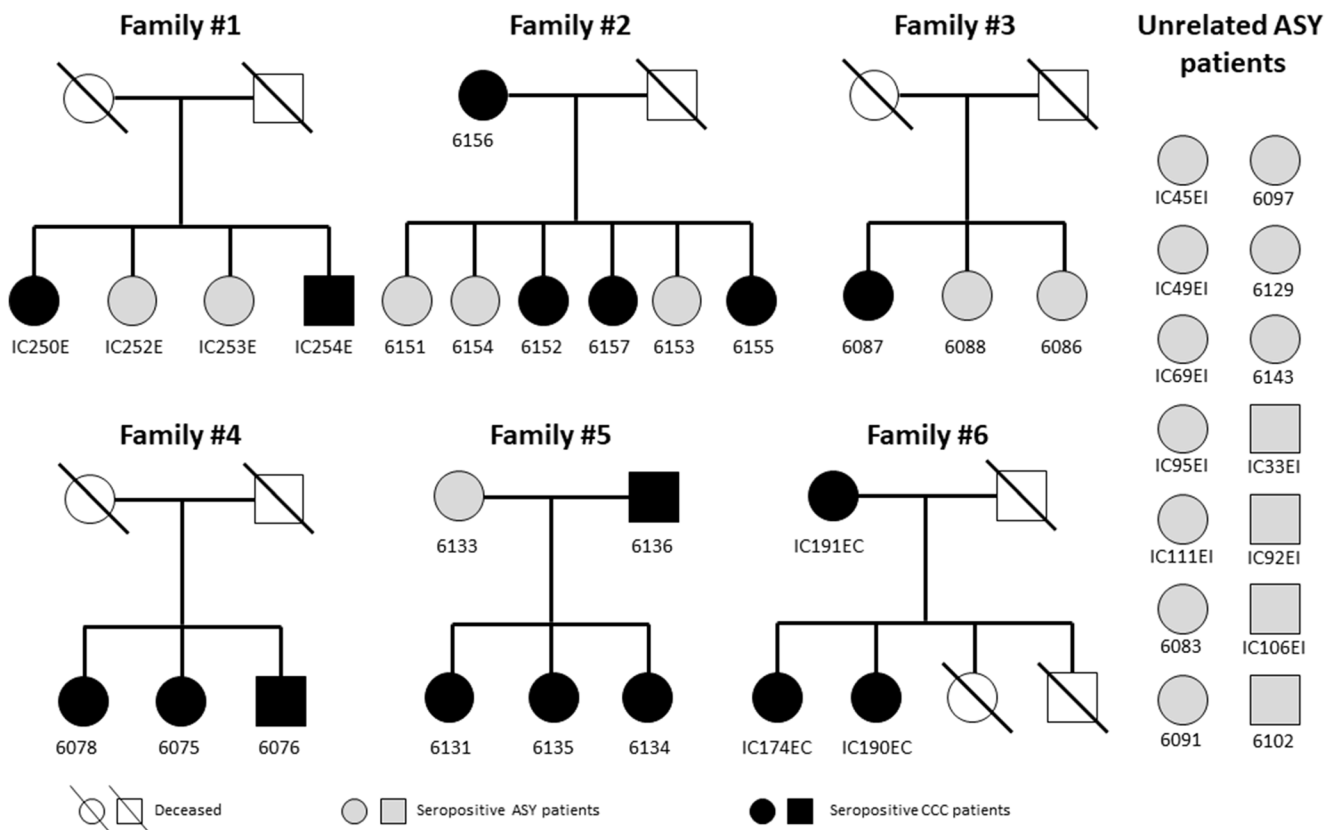 Family #1
Family #2
Family #3
Unrelated ASY
patients
6156
IC250E IC252E IC253E IC254E
6151 6154 6152 6157 6153 6155
6087 6088 6086
IC45EI 6097
IC49EI 6129
IC69EI 6143
IC95EI IC33EI
IC111EI IC92EI
6083 IC106EI
6091 6102
Family #4
Family #5
Family #6
6133 6136
IC191EC
6078 6075 6076
6131 6135 6134
IC174EC IC190EC
Deceased
Seropositive ASY patients
Seropositive CCC patients